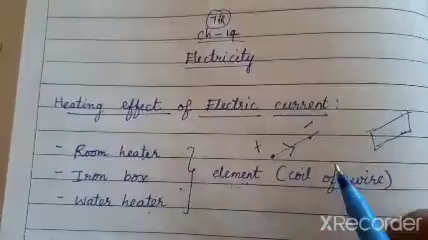 7th
Ch-14
Electricity
Heating effect of Electric current:
- Room heater
- Iron box
- Water heater
element (coil of wire)
XRecorder